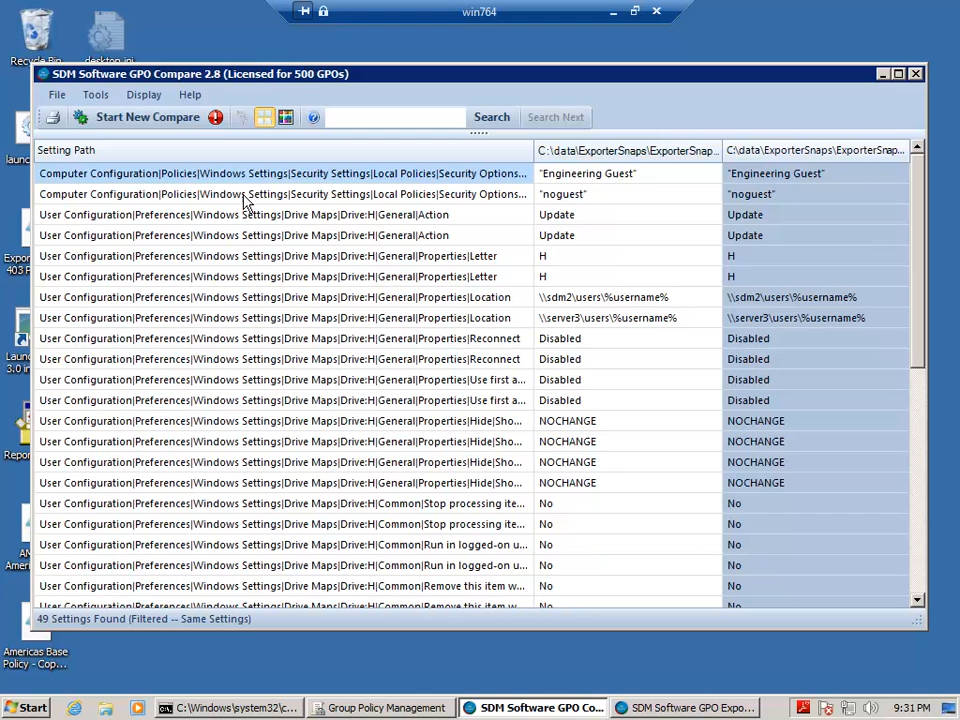 win764
Recycle Bin
desktop.ini
SDM Software GPO Compare 2.8 (Licensed for 500 GPOs)
File Tools Display Help
Start New Compare Search Search Next
Setting Path C:\data\ExporterSnaps\ExporterSnap... C:\data\ExporterSnaps\ExporterSnap...
Computer Configuration|Policies|Windows Settings|Security Settings|Local Policies|Security Options... "Engineering Guest" "Engineering Guest"
Computer Configuration|Policies|Windows Settings|Security Settings|Local Policies|Security Options... "noguest" "noguest"
User Configuration|Preferences|Windows Settings|Drive Maps|Drive:H|General|Action Update Update
User Configuration|Preferences|Windows Settings|Drive Maps|Drive:H|General|Action Update Update
User Configuration|Preferences|Windows Settings|Drive Maps|Drive:H|General|Properties|Letter H H
User Configuration|Preferences|Windows Settings|Drive Maps|Drive:H|General|Properties|Letter H H
User Configuration|Preferences|Windows Settings|Drive Maps|Drive:H|General|Properties|Location \\sdm2\users\%username% \\sdm2\users\%username%
User Configuration|Preferences|Windows Settings|Drive Maps|Drive:H|General|Properties|Location \\server3\users\%username% \\server3\users\%username%
User Configuration|Preferences|Windows Settings|Drive Maps|Drive:H|General|Properties|Reconnect Disabled Disabled
User Configuration|Preferences|Windows Settings|Drive Maps|Drive:H|General|Properties|Reconnect Disabled Disabled
User Configuration|Preferences|Windows Settings|Drive Maps|Drive:H|General|Properties|Use first a... Disabled Disabled
User Configuration|Preferences|Windows Settings|Drive Maps|Drive:H|General|Properties|Use first a... Disabled Disabled
User Configuration|Preferences|Windows Settings|Drive Maps|Drive:H|General|Properties|Hide|Sho... NOCHANGE NOCHANGE
User Configuration|Preferences|Windows Settings|Drive Maps|Drive:H|General|Properties|Hide|Sho... NOCHANGE NOCHANGE
User Configuration|Preferences|Windows Settings|Drive Maps|Drive:H|General|Properties|Hide|Sho... NOCHANGE NOCHANGE
User Configuration|Preferences|Windows Settings|Drive Maps|Drive:H|General|Properties|Hide|Sho... NOCHANGE NOCHANGE
User Configuration|Preferences|Windows Settings|Drive Maps|Drive:H|Common|Stop processing ite... No No
User Configuration|Preferences|Windows Settings|Drive Maps|Drive:H|Common|Stop processing ite... No No
User Configuration|Preferences|Windows Settings|Drive Maps|Drive:H|Common|Run in logged-on u... No No
User Configuration|Preferences|Windows Settings|Drive Maps|Drive:H|Common|Run in logged-on u... No No
User Configuration|Preferences|Windows Settings|Drive Maps|Drive:H|Common|Remove this item w... No No
User Configuration|Preferences|Windows Settings|Drive Maps|Drive:H|Common|Remove this item w... No No
49 Settings Found (Filtered -- Same Settings)
Americas Base
Policy - Cop...
Start C:\Windows\system32\c... Group Policy Management SDM Software GPO Co... SDM Software GPO Expo... 9:31 PM